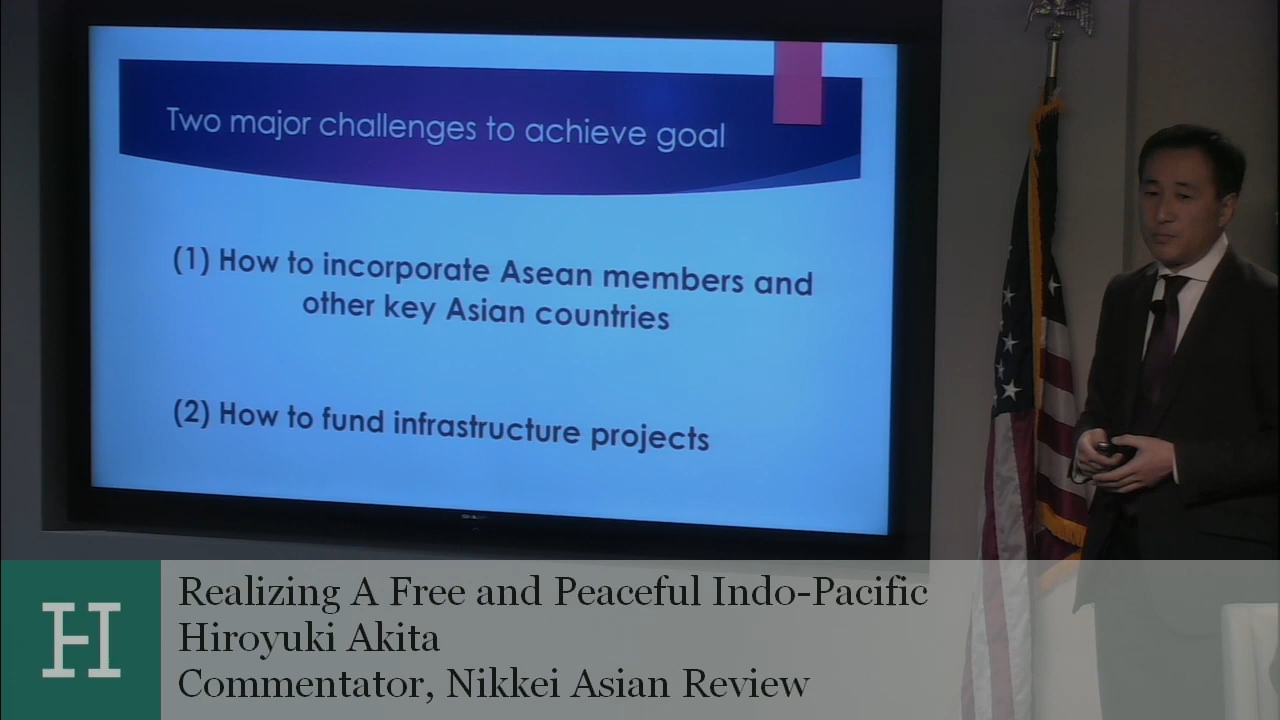 Two major challenges to achieve goal
(1) How to incorporate Asean members and
other key Asian countries
(2) How to fund infrastructure projects
H
Realizing A Free and Peaceful Indo-Pacific
Hiroyuki Akita
Commentator, Nikkei Asian Review